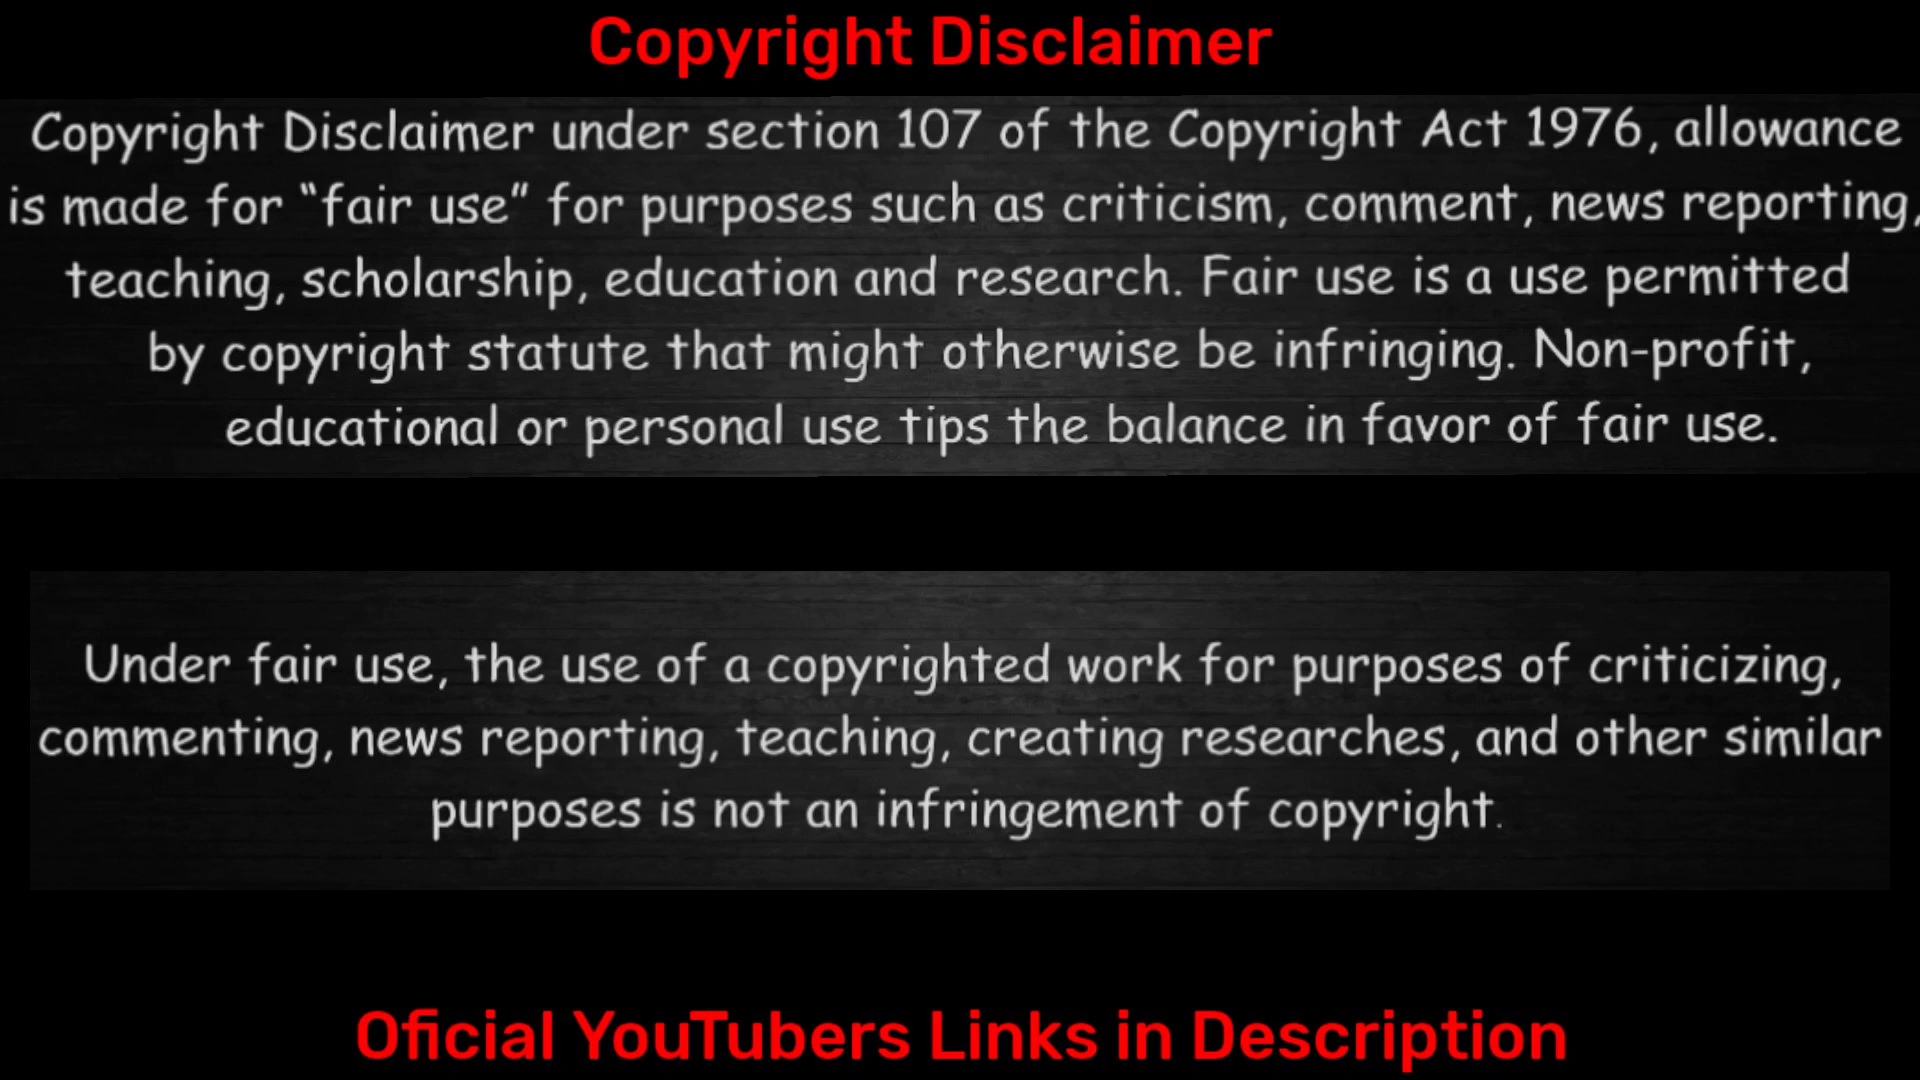 Copyright Disclaimer
Copyright Disclaimer under section 107 of the Copyright Act 1976, allowance
is made for “fair use” for purposes such as criticism, comment, news reporting,
teaching, scholarship, education and research. Fair use is a use permitted
by copyright statute that might otherwise be infringing. Non-profit,
educational or personal use tips the balance in favor of fair use.
Under fair use, the use of a copyrighted work for purposes of criticizing,
commenting, news reporting, teaching, creating researches, and other similar
purposes is not an infringement of copyright.
Oficial YouTubers Links in Description